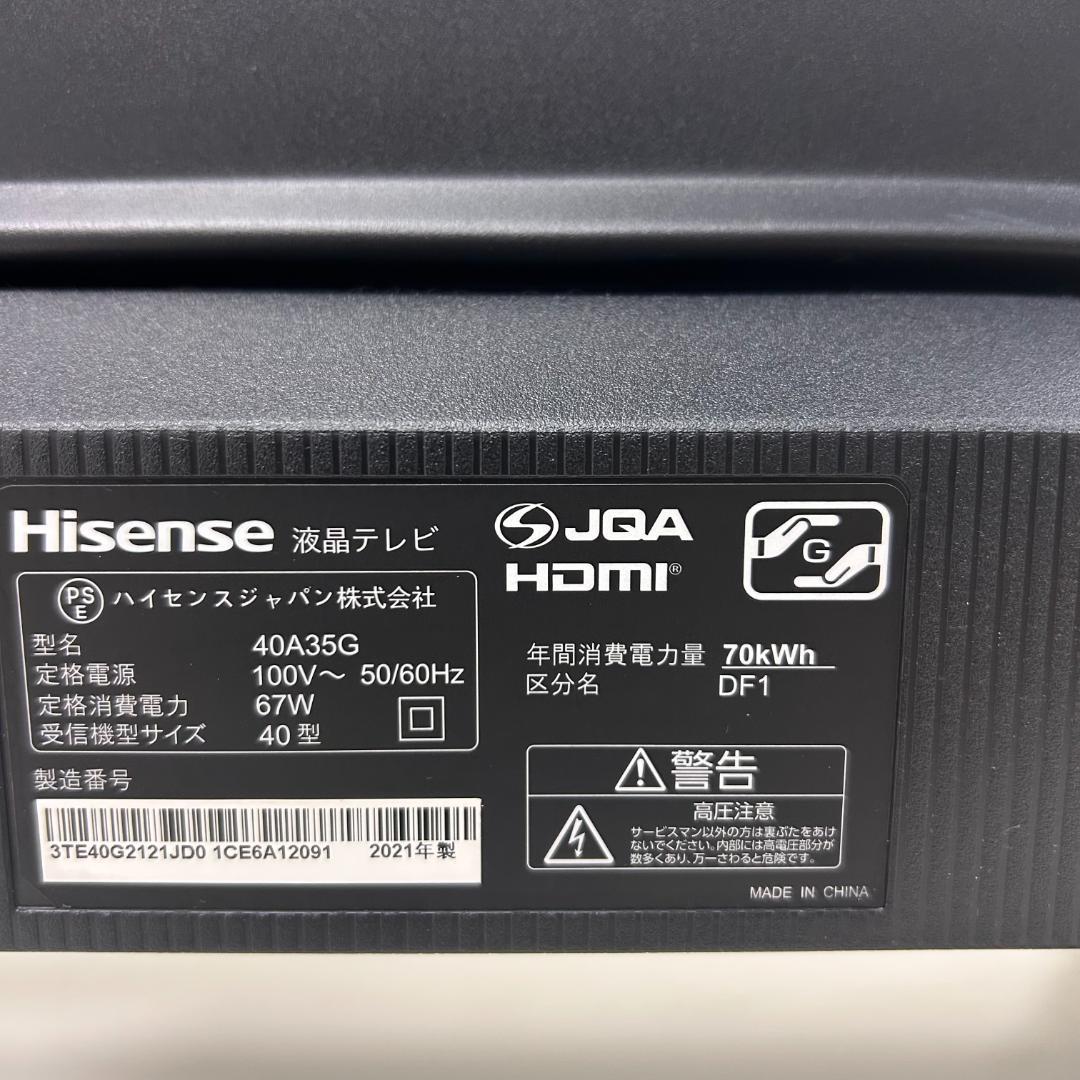 Hisense 液晶テレビ
PSE ハイセンスジャパン株式会社
型名 40A35G
定格電源 100V～ 50/60Hz
定格消費電力 67W
受信機型サイズ 40 型
製造番号
3TE40G2121JD0 1CE6A12091 2021年製
JQA
HDMI®
G
年間消費電力量 70kWh
区分名 DF1
警告
高圧注意
サービスマン以外の方は裏ぶたをあけ
ないでください。内部には高電圧部分が
数多くあり、万一さわると危険です。
MADE IN CHINA